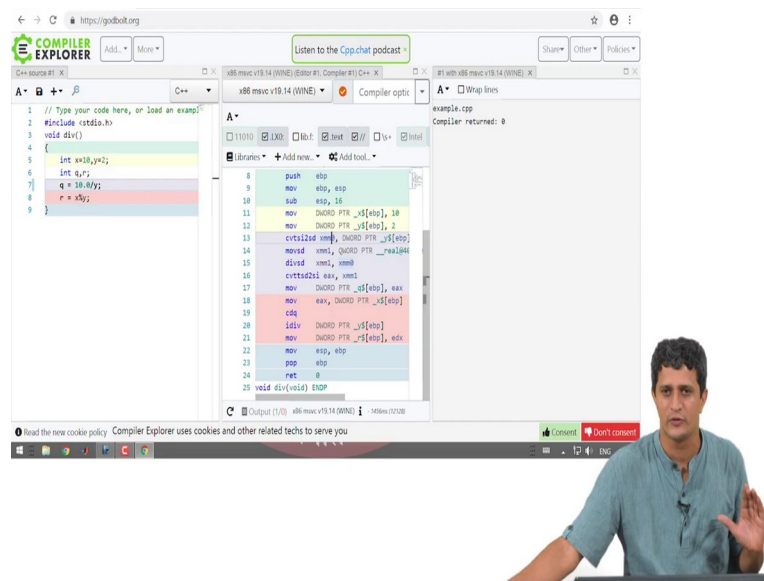 https://godbolt.org
COMPILER
EXPLORER
Add... More
Listen to the Cpp.chat podcast ×
Share Other Policies
C++ source #1 X
x86 msvc v19.14 (WINE) (Editor #1, Compiler #1) C++ X
#1 with x86 msvc v19.14 (WINE) X
A C++
x86 msvc v19.14 (WINE) Compiler optic
A Wrap lines
A
11010 .LX0: lib.f: .text // \s+ Intel
Libraries + Add new... Add tool...
example.cpp
Compiler returned: 0
1 // Type your code here, or load an exampl
2 #include <stdio.h>
3 void div()
4 {
5 int x=10,y=2;
6 int q,r;
7 q = 10.0/y;
8 r = x%y;
9 }
8 push ebp
9 mov ebp, esp
10 sub esp, 16
11 mov DWORD PTR _x$[ebp], 10
12 mov DWORD PTR _y$[ebp], 2
13 cvtsi2sd xmm0, DWORD PTR _y$[ebp]
14 movsd xmm1, QWORD PTR __real@40
15 divsd xmm1, xmm0
16 cvttsd2si eax, xmm1
17 mov DWORD PTR _q$[ebp], eax
18 mov eax, DWORD PTR _x$[ebp]
19 cdq
20 idiv DWORD PTR _y$[ebp]
21 mov DWORD PTR _r$[ebp], edx
22 mov esp, ebp
23 pop ebp
24 ret 0
25 void div(void) ENDP
Output (1/0) x86 msvc v19.14 (WINE) i - 1456ms (12328)
Read the new cookie policy Compiler Explorer uses cookies and other related techs to serve you
Consent Don't consent
ENG